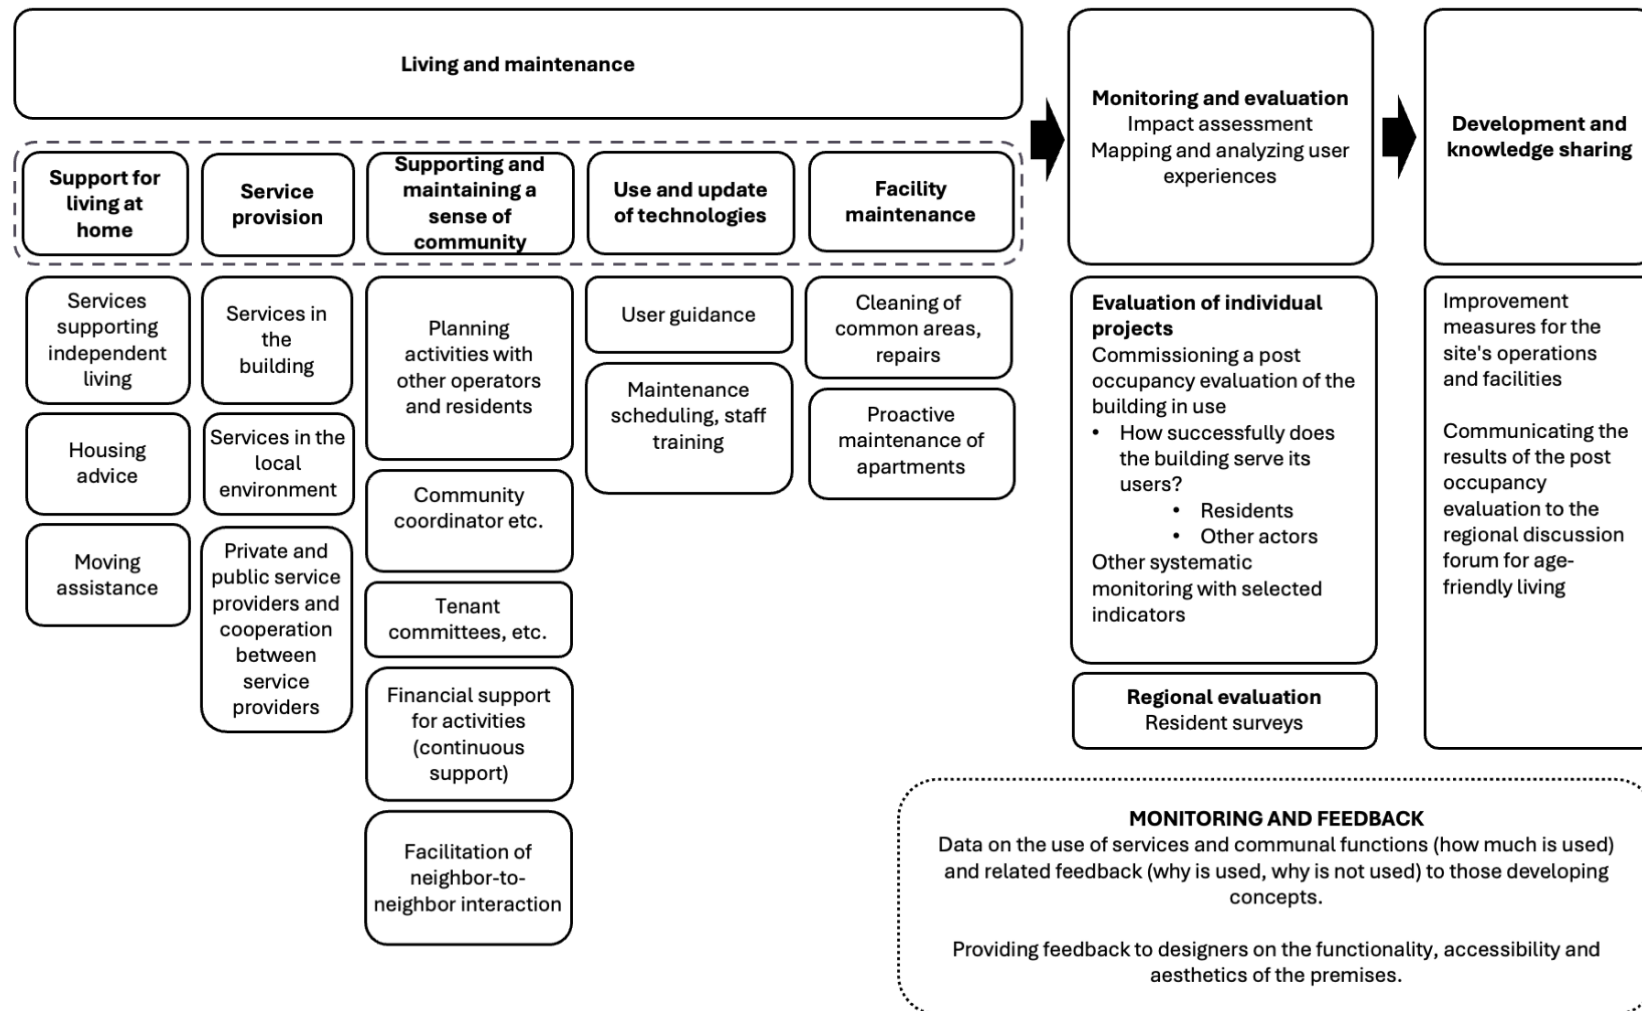 Living and maintenance
Support for
living at
home
Service
provision
Supporting and
maintaining a
sense of
community
Use and update
of technologies
Facility
maintenance
Services
supporting
independent
living
Housing
advice
Moving
assistance
Services in
the
building
Services in the
local
environment
Private and
public service
providers and
cooperation
between
service
providers
Planning
activities with
other operators
and residents
Community
coordinator etc.
Tenant
committees, etc.
Financial support
for activities
(continuous
support)
Facilitation of
neighbor-to-
neighbor interaction
User guidance
Maintenance
scheduling, staff
training
Cleaning of
common areas,
repairs
Proactive
maintenance of
apartments
Monitoring and evaluation
Impact assessment
Mapping and analyzing user
experiences
Evaluation of individual
projects
Commissioning a post
occupancy evaluation of the
building in use
• How successfully does
the building serve its
users?
• Residents
• Other actors
Other systematic
monitoring with selected
indicators
Regional evaluation
Resident surveys
Development and
knowledge sharing
Improvement
measures for the
site's operations
and facilities
Communicating the
results of the post
occupancy
evaluation to the
regional discussion
forum for age-
friendly living
MONITORING AND FEEDBACK
Data on the use of services and communal functions (how much is used)
and related feedback (why is used, why is not used) to those developing
concepts.
Providing feedback to designers on the functionality, accessibility and
aesthetics of the premises.